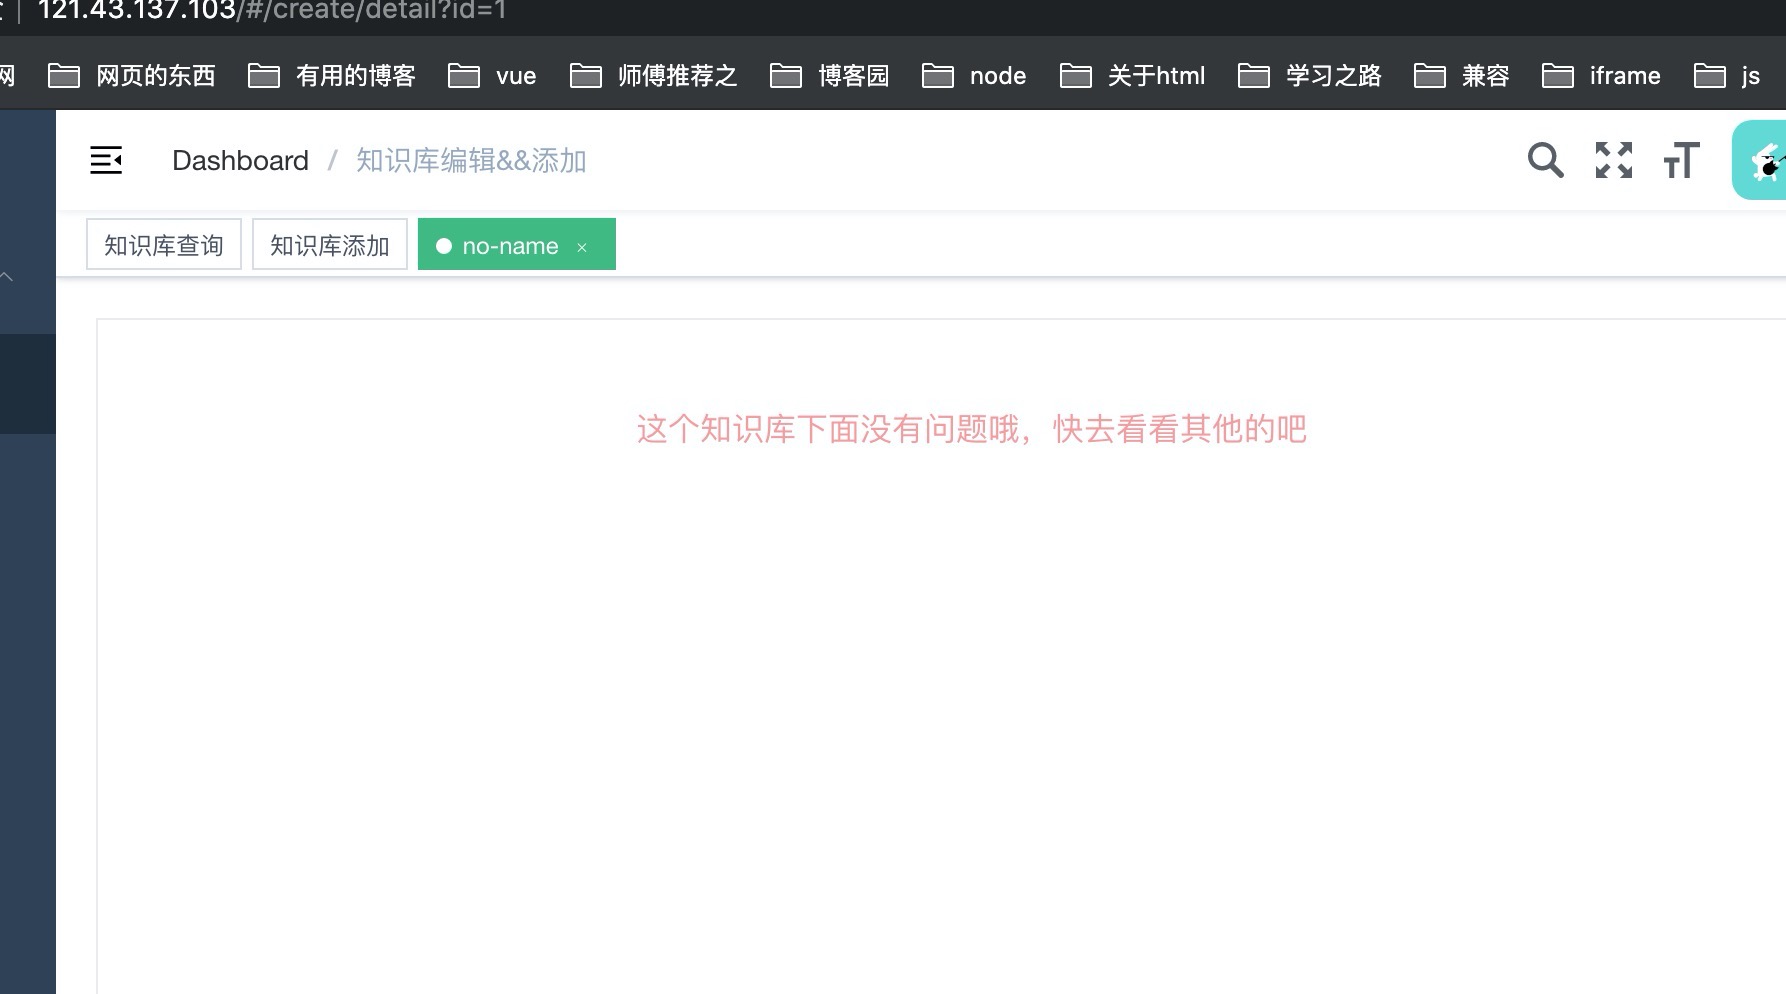 121.43.137.103/#/create/detail?id=1
网 网页的东西 有用的博客 vue 师傅推荐之 博客园 node 关于html 学习之路 兼容 iframe js
Dashboard / 知识库编辑&&添加
知识库查询 知识库添加 no-name ×
这个知识库下面没有问题哦，快去看看其他的吧